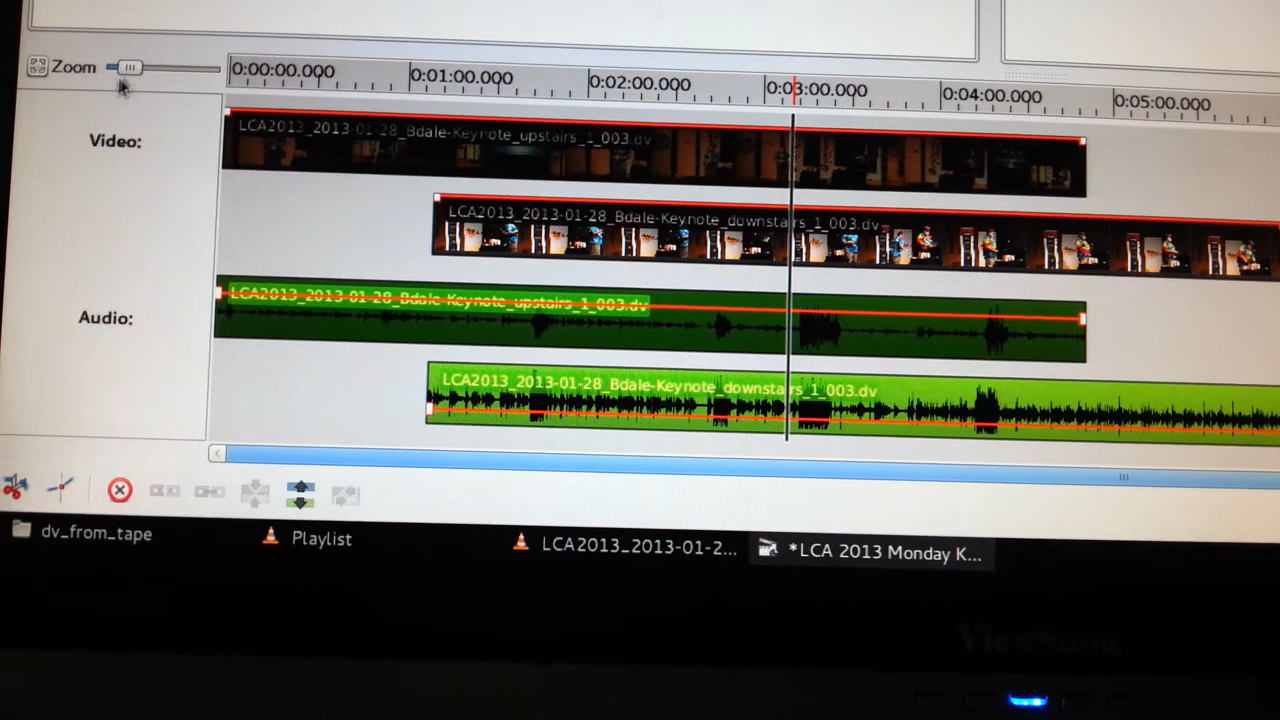 Zoom
0:00:00.000 0:01:00.000 0:02:00.000 0:03:00.000 0:04:00.000 0:05:00.000
Video:
LCA2013_2013-01-28_Bdale-Keynote_upstairs_1_003.dv
LCA2013_2013-01-28_Bdale-Keynote_downstairs_1_003.dv
Audio:
LCA2013_2013-01-28_Bdale-Keynote_upstairs_1_003.dv
LCA2013_2013-01-28_Bdale-Keynote_downstairs_1_003.dv
dv_from_tape Playlist LCA2013_2013-01-2... *LCA 2013 Monday K...
ViewSonic